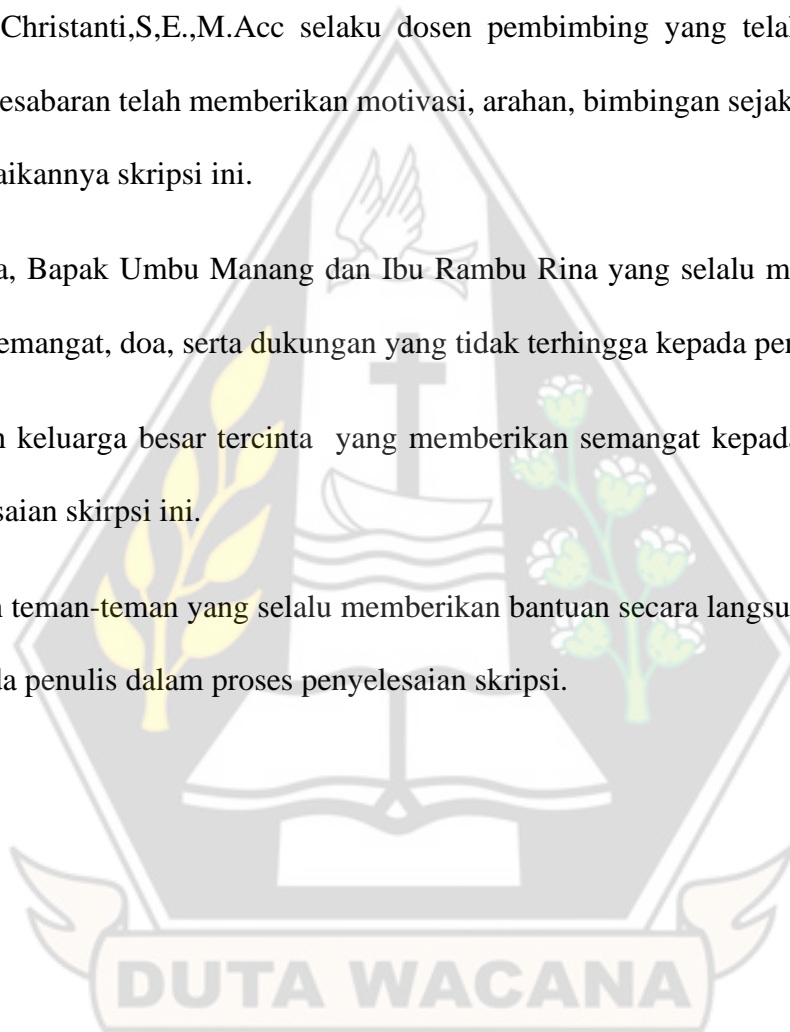 Christanti,S,E.,M.Acc selaku dosen pembimbing yang telah
esabaran telah memberikan motivasi, arahan, bimbingan sejak
aikannya skripsi ini.
a, Bapak Umbu Manang dan Ibu Rambu Rina yang selalu m
emangat, doa, serta dukungan yang tidak terhingga kepada pen
n keluarga besar tercinta yang memberikan semangat kepada
saian skirpsi ini.
n teman-teman yang selalu memberikan bantuan secara langsu
da penulis dalam proses penyelesaian skripsi.
DUTA WACANA